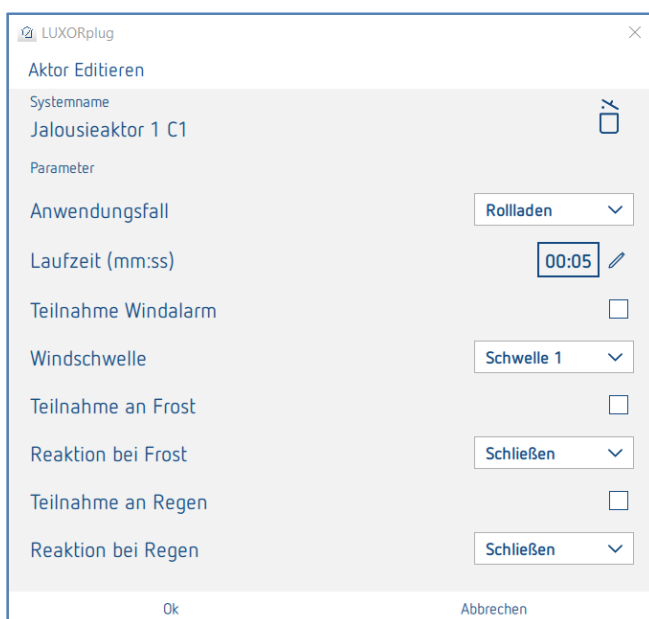 LUXORplug
Aktor Editieren
Systemname
Jalousieaktor 1 C1
Parameter
Anwendungsfall Rollladen
Laufzeit (mm:ss) 00:05
Teilnahme Windalarm
Windschwelle Schwelle 1
Teilnahme an Frost
Reaktion bei Frost Schließen
Teilnahme an Regen
Reaktion bei Regen Schließen
Ok Abbrechen